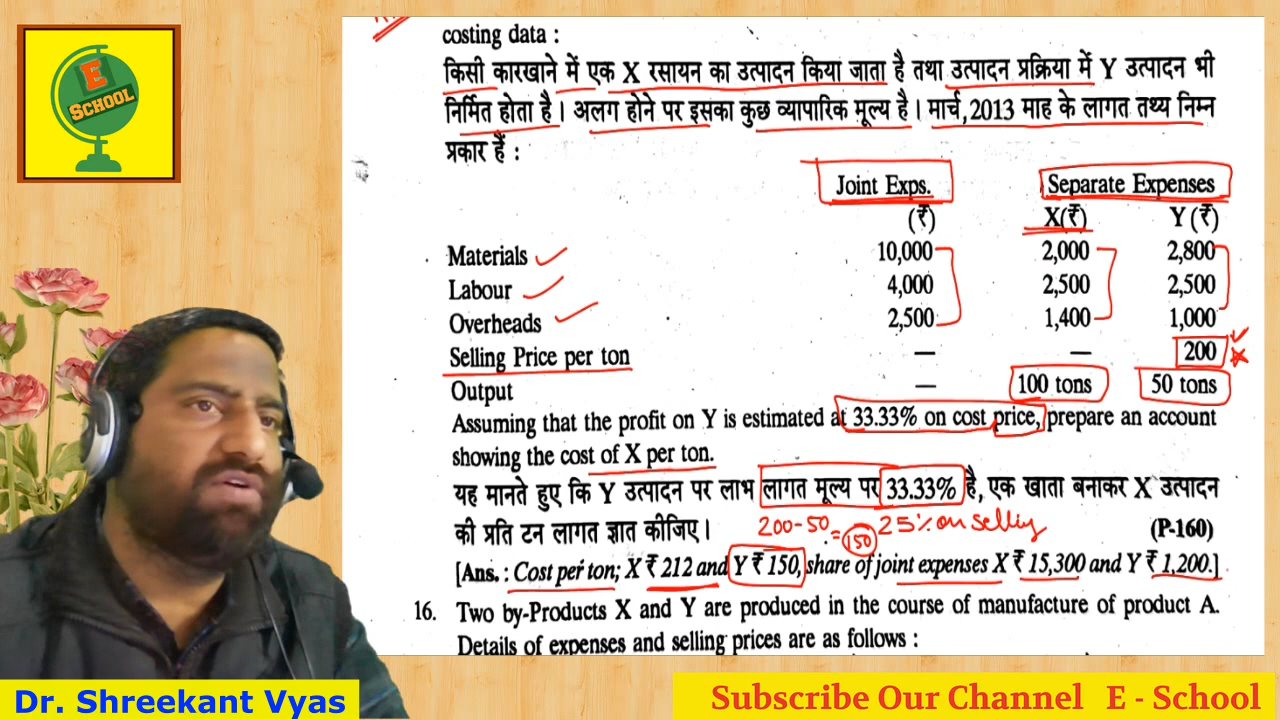 E
SCHOOL
costing data :
किसी कारखाने में एक X रसायन का उत्पादन किया जाता है तथा उत्पादन प्रक्रिया में Y उत्पादन भी
निर्मित होता है। अलग होने पर इसका कुछ व्यापारिक मूल्य है। मार्च, 2013 माह के लागत तथ्य निम्न
प्रकार हैं :
Joint Exps. Separate Expenses
(₹) X(₹) Y (₹)
Materials 10,000 2,000 2,800
Labour 4,000 2,500 2,500
Overheads 2,500 1,400 1,000
Selling Price per ton — — 200
Output — 100 tons 50 tons
Assuming that the profit on Y is estimated at 33.33% on cost price, prepare an account
showing the cost of X per ton.
यह मानते हुए कि Y उत्पादन पर लाभ लागत मूल्य पर 33.33% है, एक खाता बनाकर X उत्पादन
की प्रति टन लागत ज्ञात कीजिए। (P-160)
200-50 = 150 25% on selling
[Ans. : Cost per ton; X ₹ 212 and Y ₹ 150, share of joint expenses X ₹ 15,300 and Y ₹ 1,200.]
16. Two by-Products X and Y are produced in the course of manufacture of product A.
Details of expenses and selling prices are as follows :
Dr. Shreekant Vyas
Subscribe Our Channel E - School